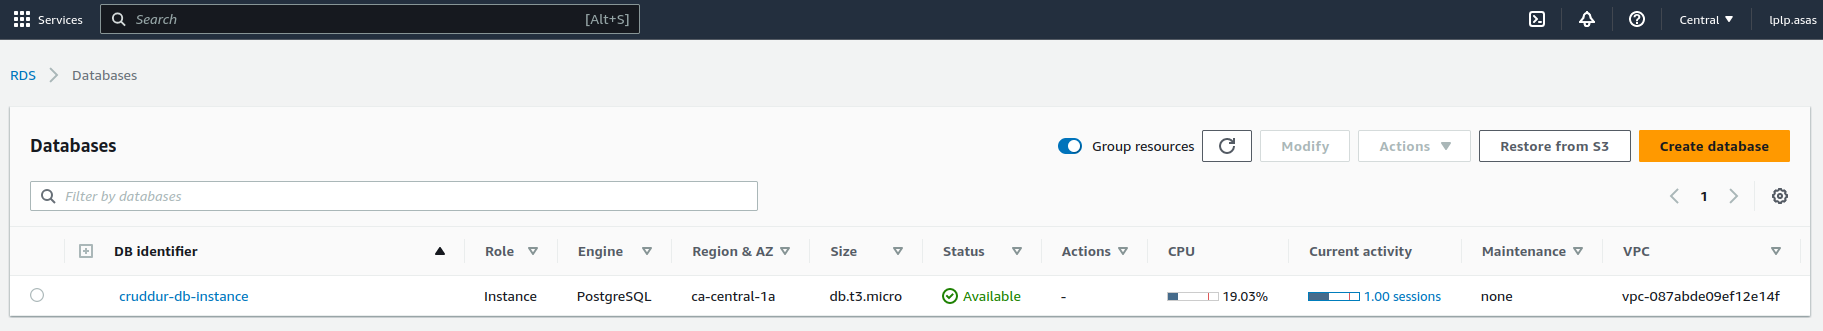 Services Search [Alt+S] Central lplp.asas
RDS Databases
Databases Group resources Modify Actions Restore from S3 Create database
Filter by databases 1
DB identifier Role Engine Region & AZ Size Status Actions CPU Current activity Maintenance VPC
cruddur-db-instance Instance PostgreSQL ca-central-1a db.t3.micro Available - 19.03% 1.00 sessions none vpc-087abde09ef12e14f